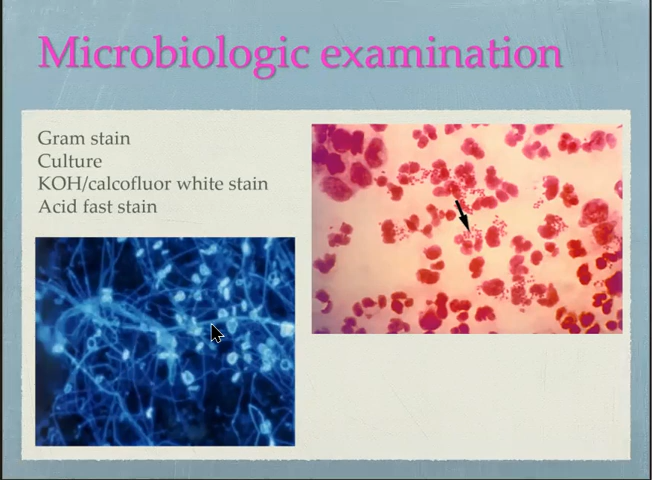 Microbiologic examination
Gram stain
Culture
KOH/calcofluor white stain
Acid fast stain